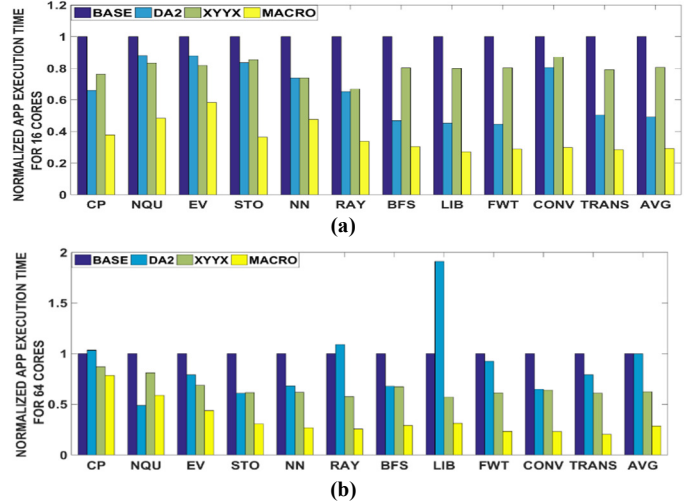 1.2
BASE DA2 XYYX MACRO
1
0.8
0.6
0.4
0.2
0
NORMALIZED APP EXECUTION TIME
FOR 16 CORES
CP NQU EV STO NN RAY BFS LIB FWT CONV TRANS AVG
(a)
2
BASE DA2 XYYX MACRO
1.5
1
0.5
0
NORMALIZED APP EXECUTION TIME
FOR 64 CORES
CP NQU EV STO NN RAY BFS LIB FWT CONV TRANS AVG
(b)